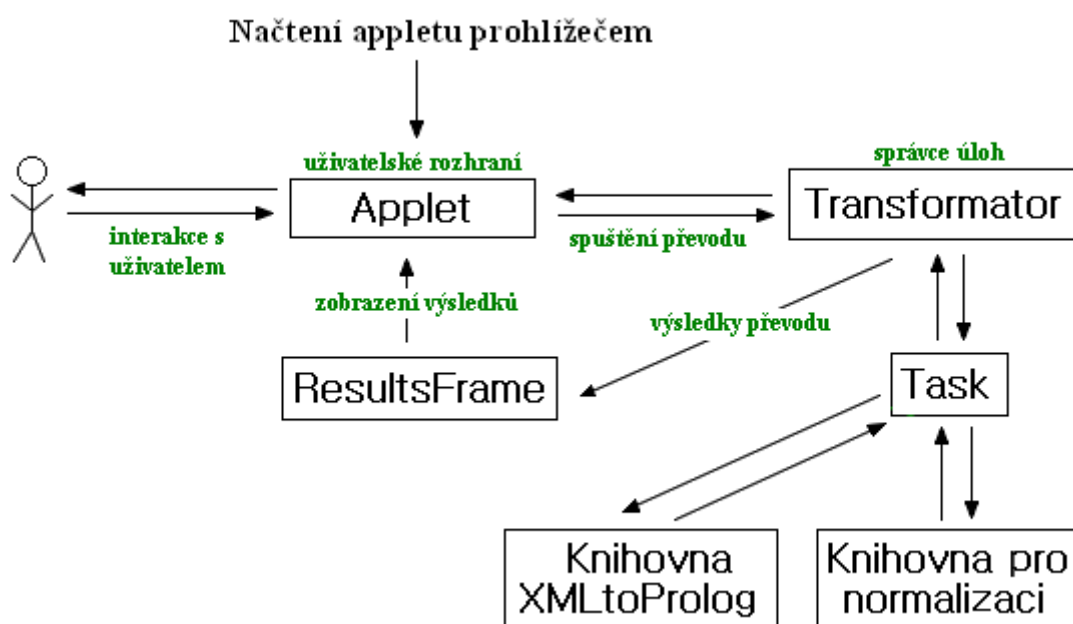 Načtení appletu prohlížečem
uživatelské rozhraní
správce úloh
Applet
Transformator
interakce s
uživatelem
spuštění převodu
zobrazení výsledků
výsledky převodu
ResultsFrame
Task
Knihovna
XMLtoProlog
Knihovna pro
normalizaci